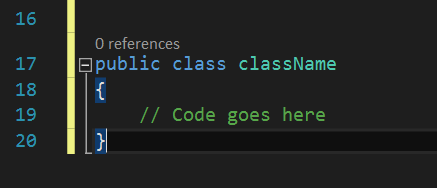 16
0 references
17 public class className
18 {
19 // Code goes here
20 }